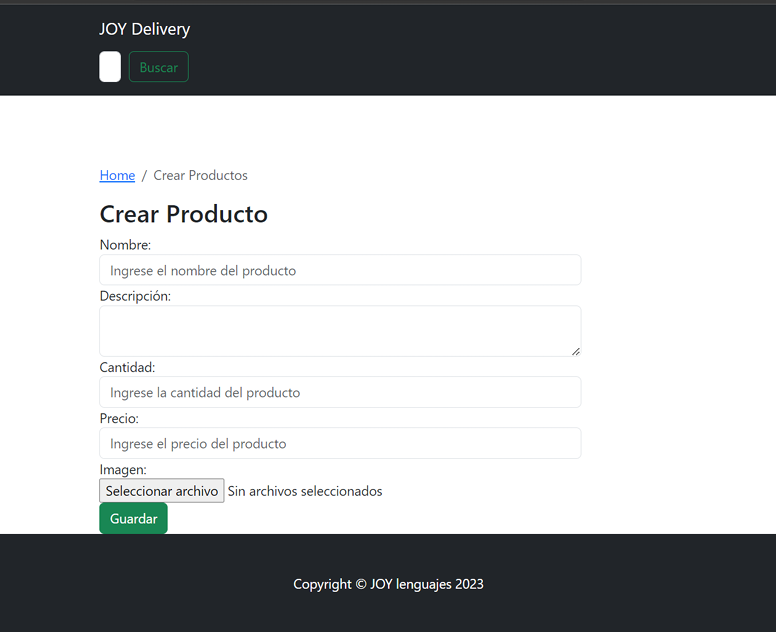 JOY Delivery
Buscar
Home / Crear Productos
Crear Producto
Nombre:
Ingrese el nombre del producto
Descripción:
Cantidad:
Ingrese la cantidad del producto
Precio:
Ingrese el precio del producto
Imagen:
Seleccionar archivo Sin archivos seleccionados
Guardar
Copyright © JOY lenguajes 2023